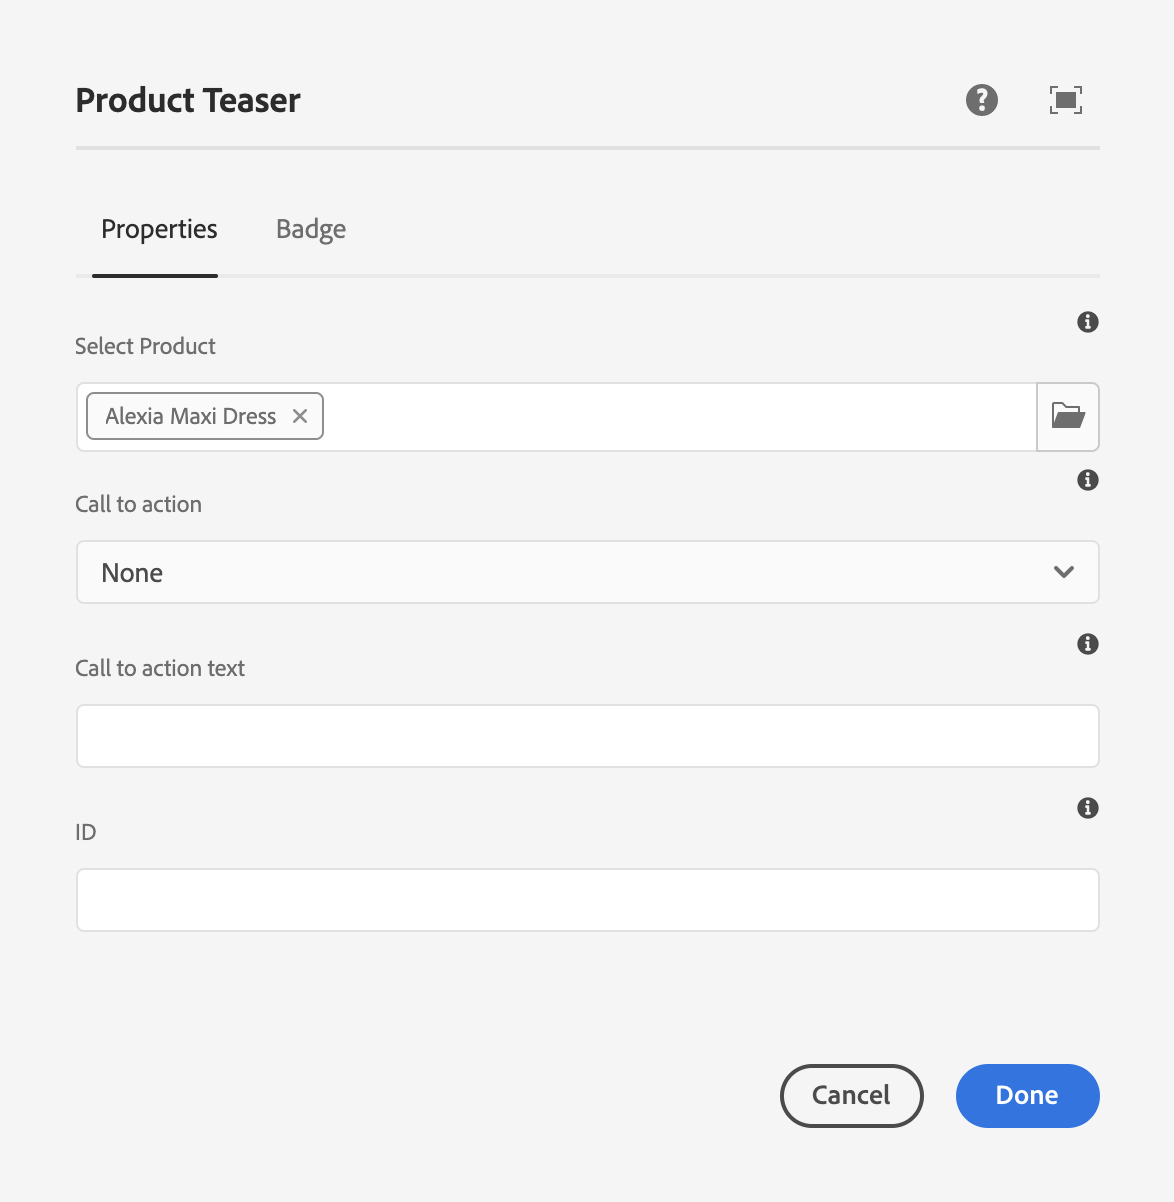 Product Teaser
Properties Badge
Select Product
Alexia Maxi Dress
Call to action
None
Call to action text
ID
Cancel Done